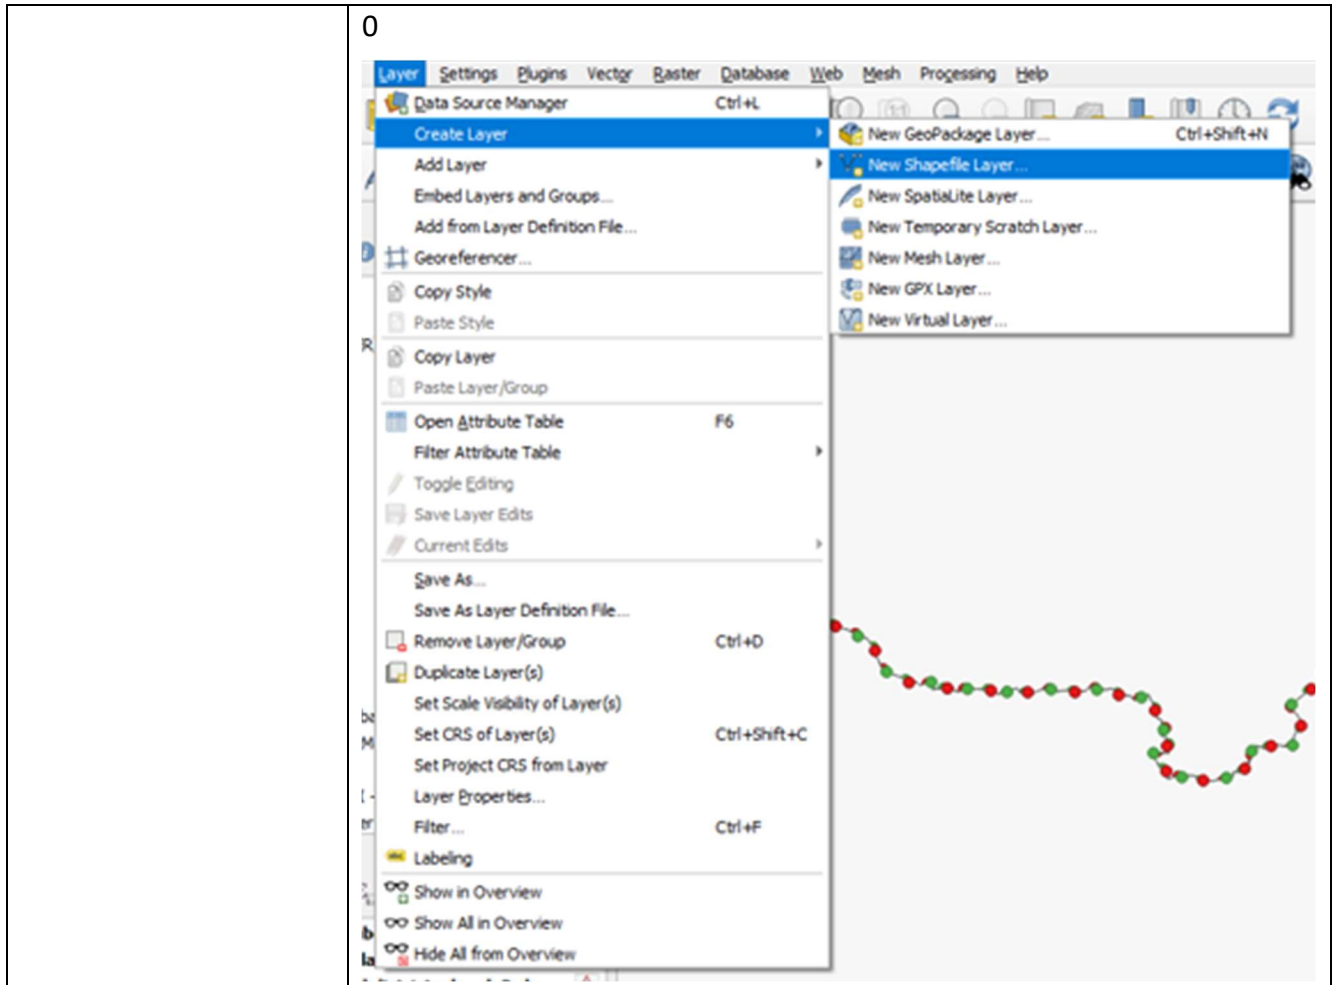 0
Layer Settings Plugins Vector Raster Database Web Mesh Processing Help
Data Source Manager Ctrl+L
Create Layer
New GeoPackage Layer... Ctrl+Shift+N
Add Layer
New Shapefile Layer...
Embed Layers and Groups...
New SpatiaLite Layer...
Add from Layer Definition File...
New Temporary Scratch Layer...
Georeferencer...
New Mesh Layer...
Copy Style
New GPX Layer...
Paste Style
New Virtual Layer...
Copy Layer
Paste Layer/Group
Open Attribute Table F6
Filter Attribute Table
Toggle Editing
Save Layer Edits
Current Edits
Save As...
Save As Layer Definition File...
Remove Layer/Group Ctrl+D
Duplicate Layer(s)
Set Scale Visibility of Layer(s)
Set CRS of Layer(s) Ctrl+Shift+C
Set Project CRS from Layer
Layer Properties...
Filter... Ctrl+F
abc Labeling
Show in Overview
Show All in Overview
Hide All from Overview